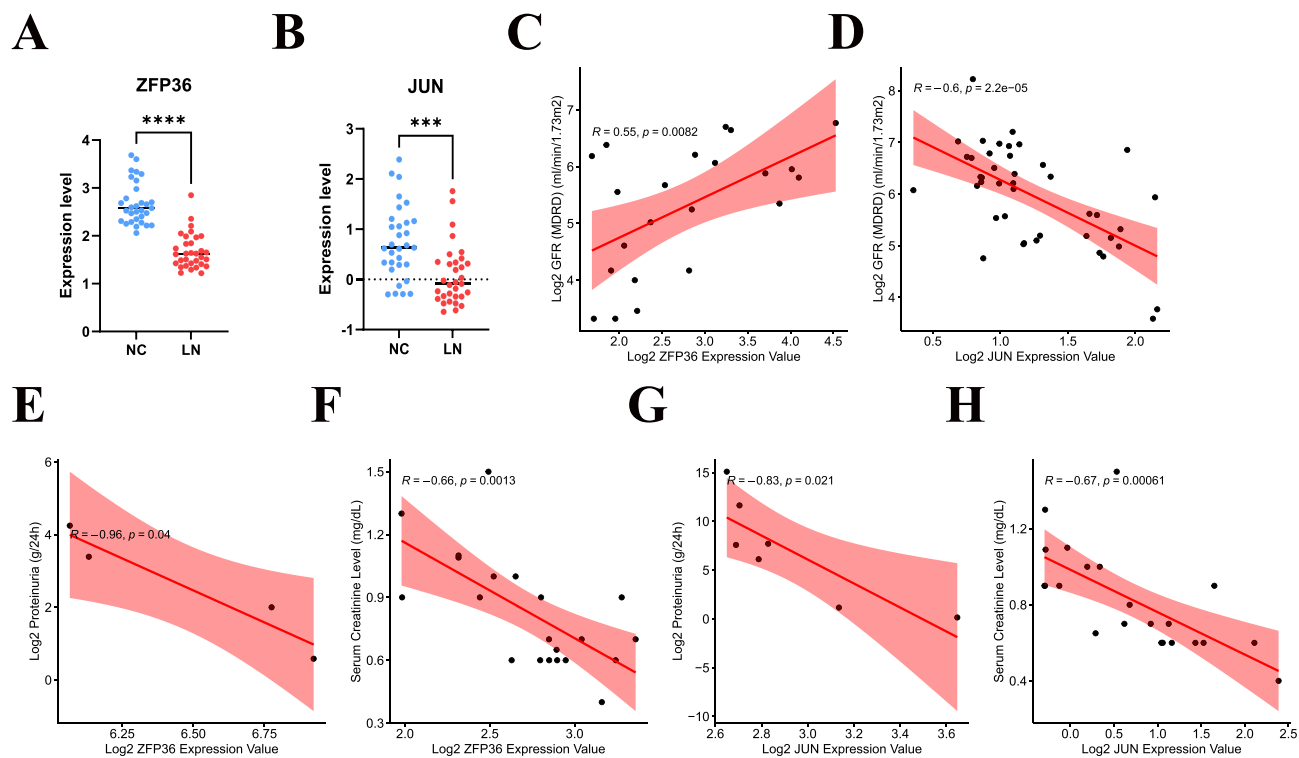 A
ZFP36
****
Expression level
4
3
2
1
0
NC
LN
B
JUN
***
Expression level
3
2
1
0
-1
NC
LN
C
R = 0.55, p = 0.0082
Log2 GFR (MDRD) (ml/min/1.73m2)
7
6
5
4
2.0
2.5
3.0
3.5
4.0
4.5
Log2 ZFP36 Expression Value
D
R = −0.6, p = 2.2e−05
Log2 GFR (MDRD) (ml/min/1.73m2)
8
7
6
5
4
0.5
1.0
1.5
2.0
Log2 JUN Expression Value
E
R = −0.96, p = 0.04
Log2 Proteinuria (g/24h)
6
4
2
0
6.25
6.50
6.75
Log2 ZFP36 Expression Value
F
R = −0.66, p = 0.0013
Serum Creatinine Level (mg/dL)
1.5
1.2
0.9
0.6
0.3
2.0
2.5
3.0
Log2 ZFP36 Expression Value
G
R = −0.83, p = 0.021
Log2 Proteinuria (g/24h)
15
10
5
0
−5
−10
2.6
2.8
3.0
3.2
3.4
3.6
Log2 JUN Expression Value
H
R = −0.67, p = 0.00061
Serum Creatinine Level (mg/dL)
1.2
0.8
0.4
0.0
0.5
1.0
1.5
2.0
2.5
Log2 JUN Expression Value